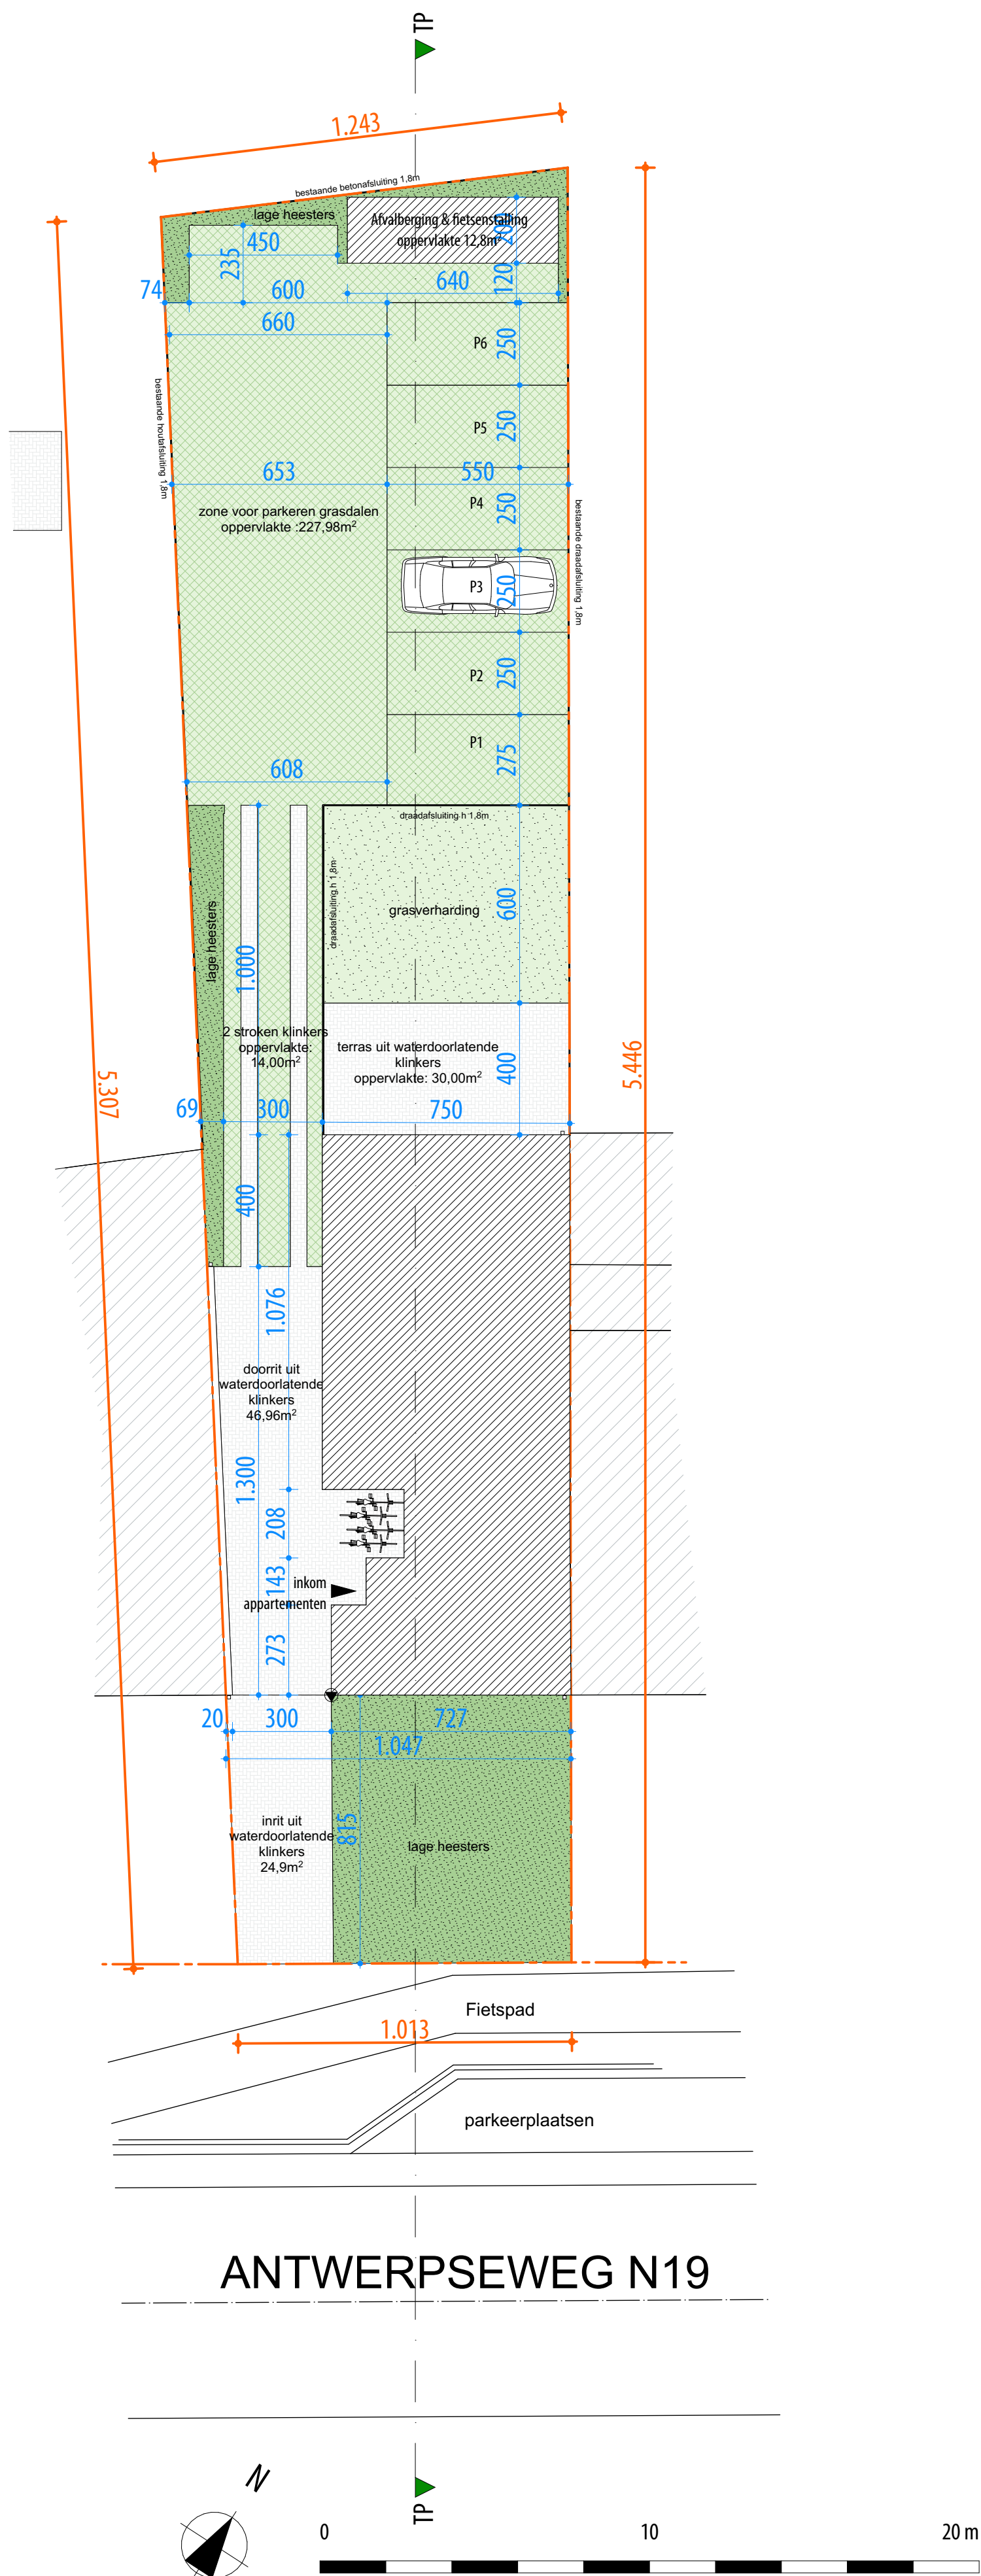 TP
1.243
bestaande betonafsluiting 1,8m
lage heesters
Afvalberging & fietsenstalling
oppervlakte 12,8m²
200
450
235
120
640
74
600
660
P6
250
bestaande houtafsluiting 1,8m
P5
250
653
550
zone voor parkeren grasdalen
oppervlakte :227,98m²
P4
250
bestaande draadafsluiting 1,8m
P3
250
P2
250
P1
275
608
draadafsluiting h 1,8m
draadafsluiting h 1,8m
grasverharding
600
lage heesters
1.000
2 stroken klinkers
oppervlakte:
14,00m²
terras uit waterdoorlatende
klinkers
oppervlakte: 30,00m²
400
5.307
5.446
69
300
750
400
1.076
doorrit uit
waterdoorlatende
klinkers
46,96m²
1.300
208
143
inkom
appartementen
273
20
300
727
1.047
815
inrit uit
waterdoorlatende
klinkers
24,9m²
lage heesters
Fietspad
1.013
parkeerplaatsen
ANTWERPSEWEG N19
N
TP
0
10
20 m